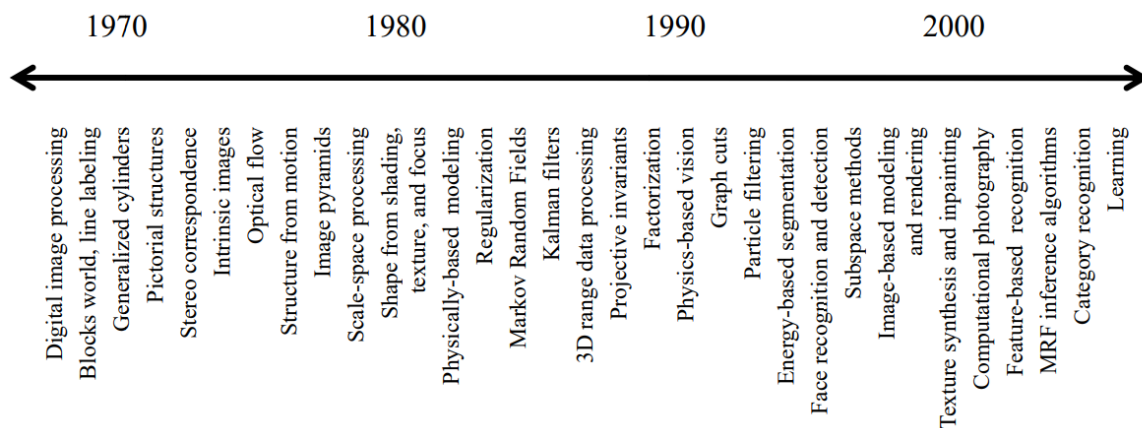 1970
1980
1990
2000
Digital image processing
Blocks world, line labeling
Generalized cylinders
Pictorial structures
Stereo correspondence
Intrinsic images
Optical flow
Structure from motion
Image pyramids
Scale-space processing
Shape from shading,
texture, and focus
Physically-based modeling
Regularization
Markov Random Fields
Kalman filters
3D range data processing
Projective invariants
Factorization
Physics-based vision
Graph cuts
Particle filtering
Energy-based segmentation
Face recognition and detection
Subspace methods
Image-based modeling
and rendering
Texture synthesis and inpainting
Computational photography
Feature-based recognition
MRF inference algorithms
Category recognition
Learning